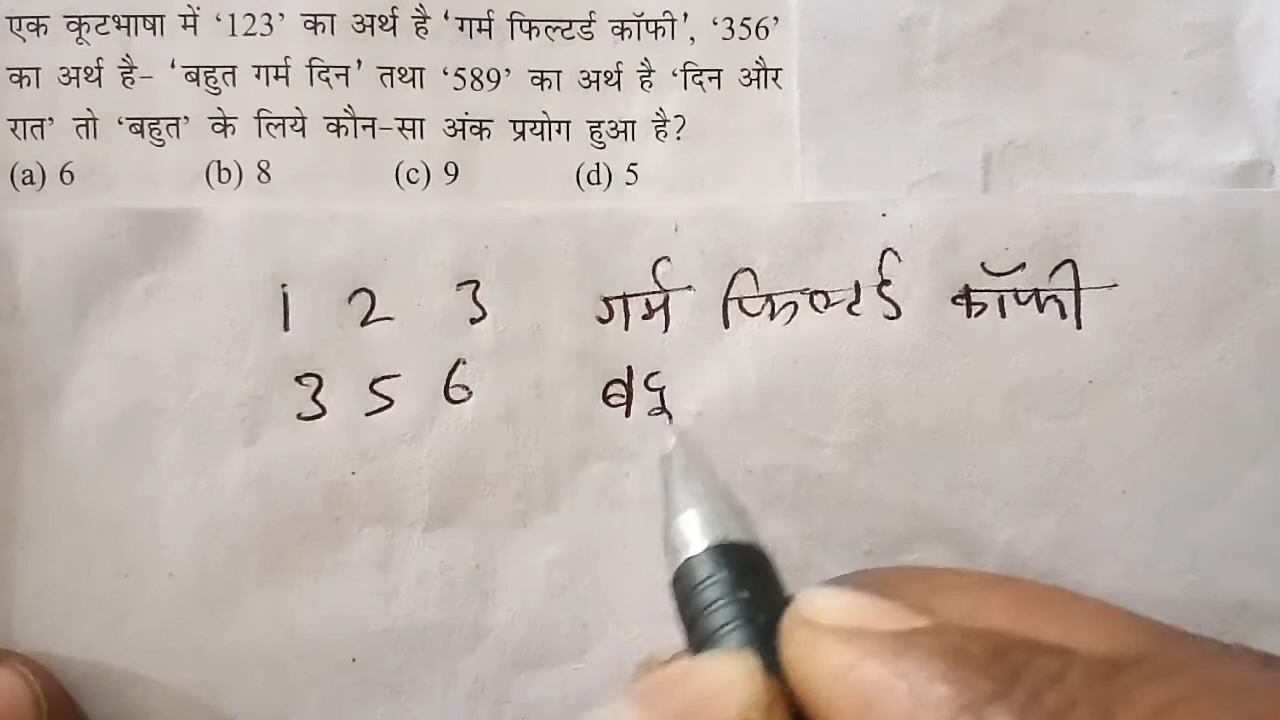 एक कूटभाषा में ‘123’ का अर्थ है ‘गर्म फिल्टर्ड कॉफी’, ‘356’
का अर्थ है– ‘बहुत गर्म दिन’ तथा ‘589’ का अर्थ है ‘दिन और
रात’ तो ‘बहुत’ के लिये कौन-सा अंक प्रयोग हुआ है?
(a) 6 (b) 8 (c) 9 (d) 5
1 2 3 गर्म फिल्टर्ड कॉफी
3 5 6 बहु